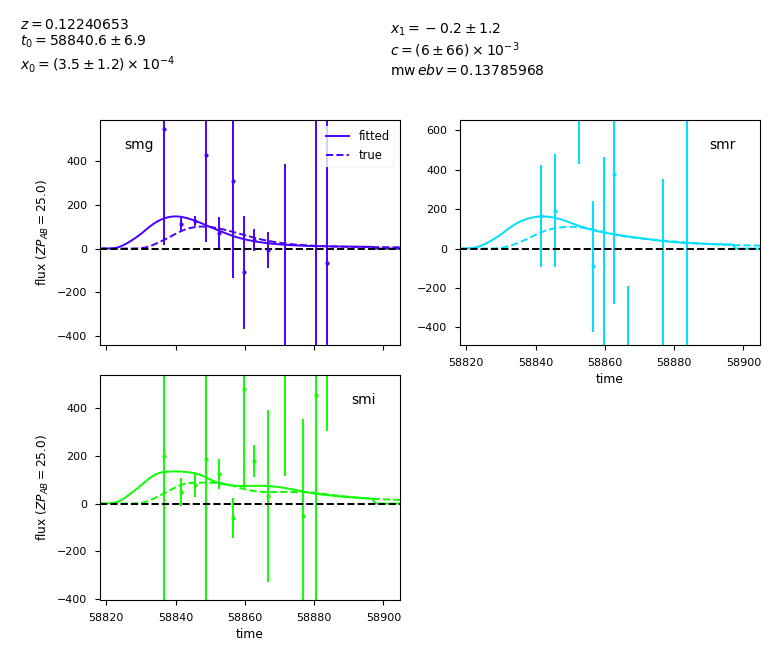 z = 0.12240653
t₀ = 58840.6 ± 6.9
x₀ = (3.5 ± 1.2) × 10⁻⁴
x₁ = −0.2 ± 1.2
c = (6 ± 66) × 10⁻³
mw ebv = 0.13785968
smg
fitted
true
400
200
0
−200
−400
flux (ZP_AB = 25.0)
smr
600
400
200
0
−200
−400
58820 58840 58860 58880 58900
time
smi
400
200
0
−200
−400
flux (ZP_AB = 25.0)
58820 58840 58860 58880 58900
time